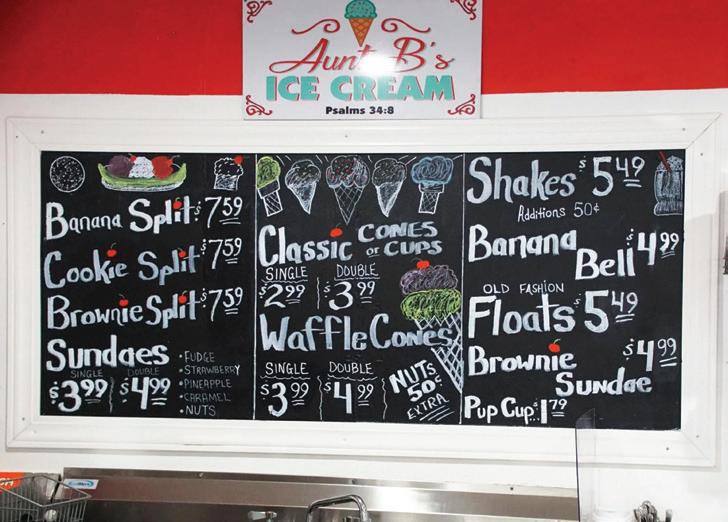 Aunt B's
ICE CREAM
Psalms 34:8
Banana Split $7.59
Cookie Split $7.59
Brownie Split $7.59
Sundaes
SINGLE DOUBLE
$3.99 $4.99
• FUDGE
• STRAWBERRY
• PINEAPPLE
• CARAMEL
• NUTS
Classic CONES OR CUPS
SINGLE DOUBLE
$2.99 $3.99
Waffle Cones
SINGLE DOUBLE
$3.99 $4.99
NUTS
50¢
EXTRA
Shakes $5.49
Additions 50¢
Banana
Bell $4.99
OLD FASHION
Floats $5.49
Brownie
Sundae $4.99
Pup Cup $1.79